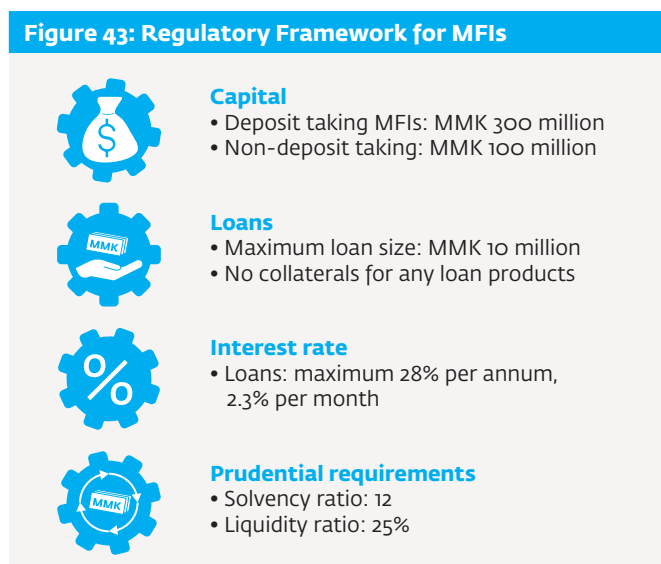 Figure 43: Regulatory Framework for MFIs
$
Capital
• Deposit taking MFIs: MMK 300 million
• Non-deposit taking: MMK 100 million
MMK
Loans
• Maximum loan size: MMK 10 million
• No collaterals for any loan products
%
Interest rate
• Loans: maximum 28% per annum,
2.3% per month
MMK
Prudential requirements
• Solvency ratio: 12
• Liquidity ratio: 25%